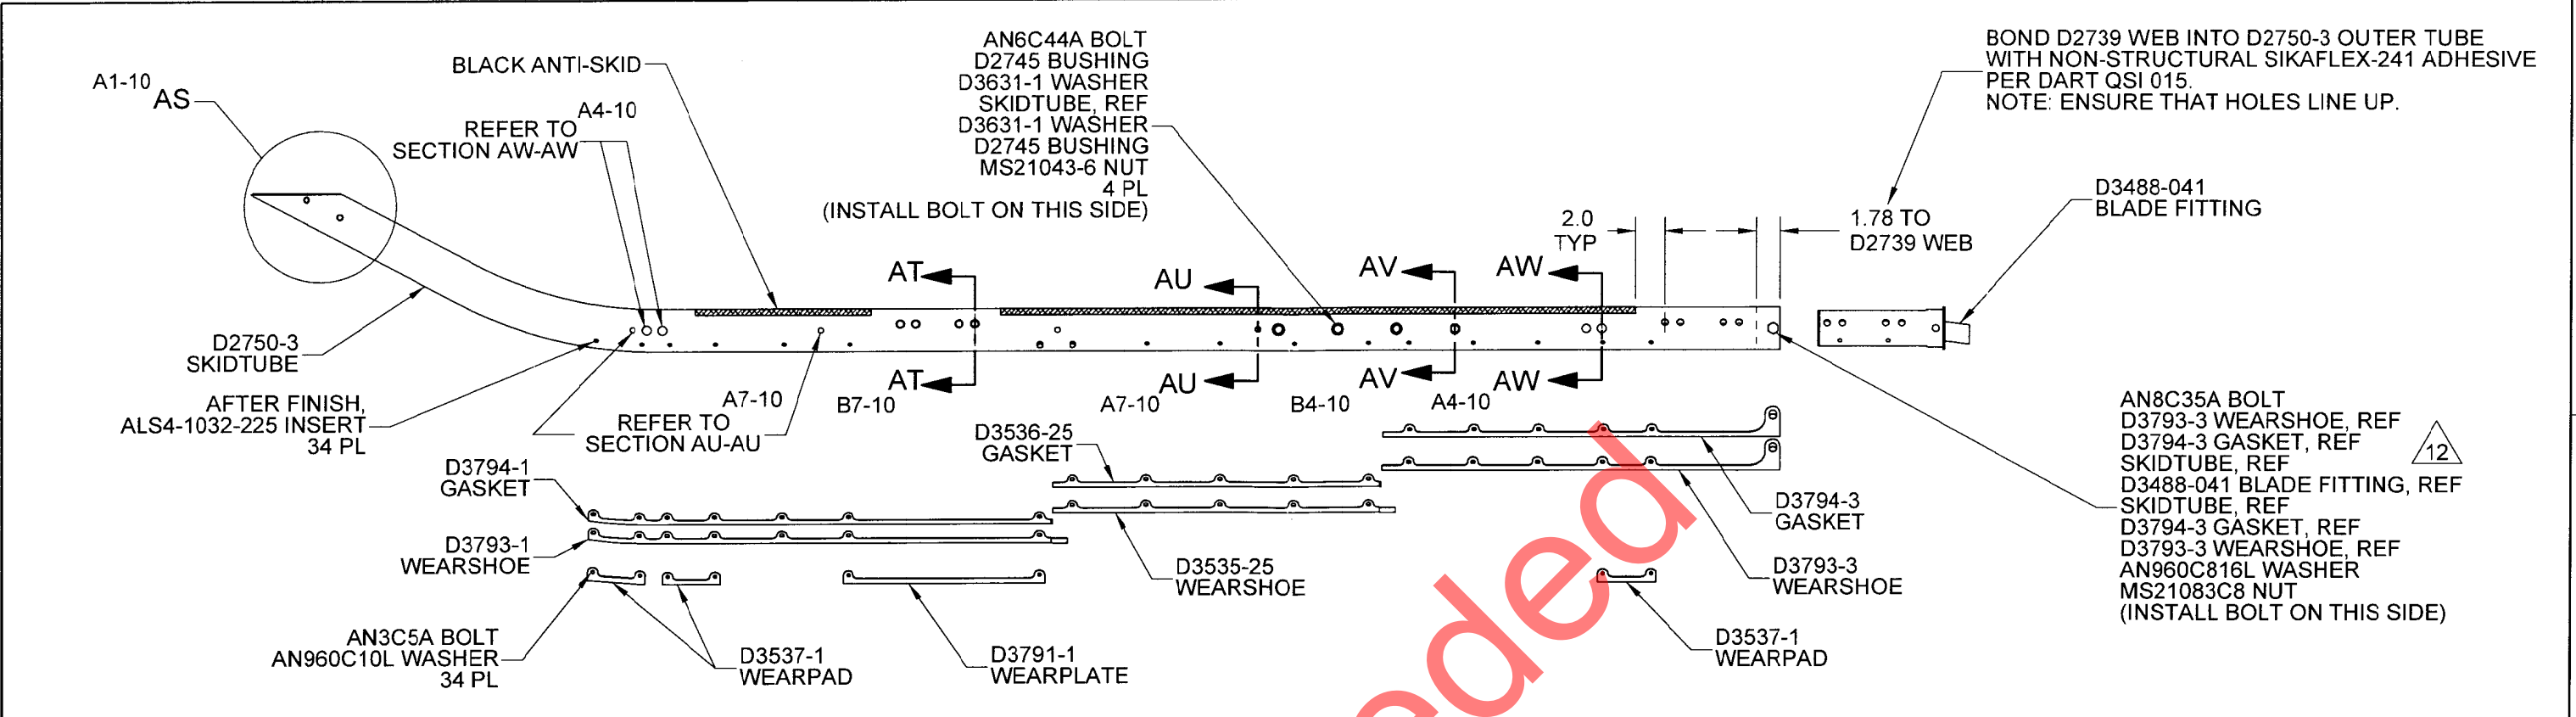 A1-10
AS
BLACK ANTI-SKID
A4-10
REFER TO
SECTION AW-AW
AN6C44A BOLT
D2745 BUSHING
D3631-1 WASHER
SKIDTUBE, REF
D3631-1 WASHER
D2745 BUSHING
MS21043-6 NUT
4 PL
(INSTALL BOLT ON THIS SIDE)
BOND D2739 WEB INTO D2750-3 OUTER TUBE
WITH NON-STRUCTURAL SIKAFLEX-241 ADHESIVE
PER DART QSI 015.
NOTE: ENSURE THAT HOLES LINE UP.
D3488-041
BLADE FITTING
2.0
TYP
1.78 TO
D2739 WEB
AT
AU
AV
AW
D2750-3
SKIDTUBE
AT
AU
AV
AW
AFTER FINISH,
ALS4-1032-225 INSERT
34 PL
A7-10
REFER TO
SECTION AU-AU
B7-10
A7-10
B4-10
A4-10
D3794-1
GASKET
D3536-25
GASKET
D3793-1
WEARSHOE
D3535-25
WEARSHOE
D3794-3
GASKET
D3793-3
WEARSHOE
AN8C35A BOLT
D3793-3 WEARSHOE, REF
D3794-3 GASKET, REF
SKIDTUBE, REF
D3488-041 BLADE FITTING, REF
SKIDTUBE, REF
D3794-3 GASKET, REF
D3793-3 WEARSHOE, REF
AN960C816L WASHER
MS21083C8 NUT
(INSTALL BOLT ON THIS SIDE)
12
AN3C5A BOLT
AN960C10L WASHER
34 PL
D3537-1
WEARPAD
D3791-1
WEARPLATE
D3537-1
WEARPAD
ded